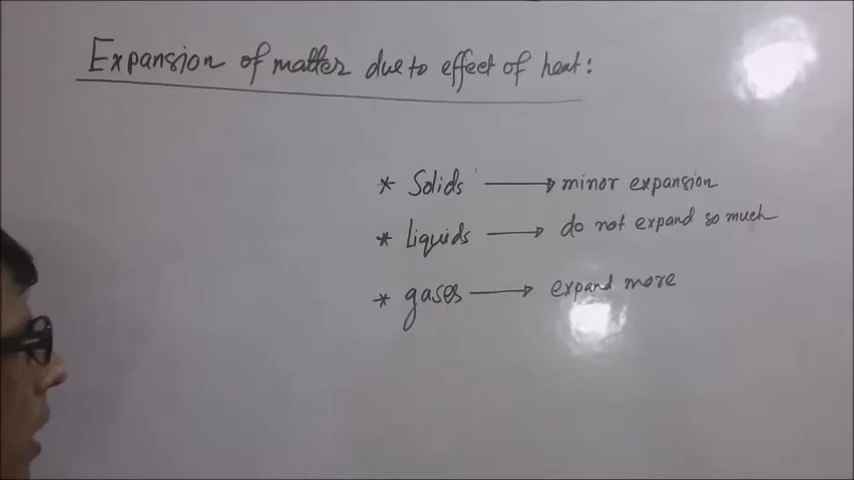 Expansion of matter due to effect of heat:
* Solids → minor expansion
* Liquids → do not expand so much
* gases → expand more